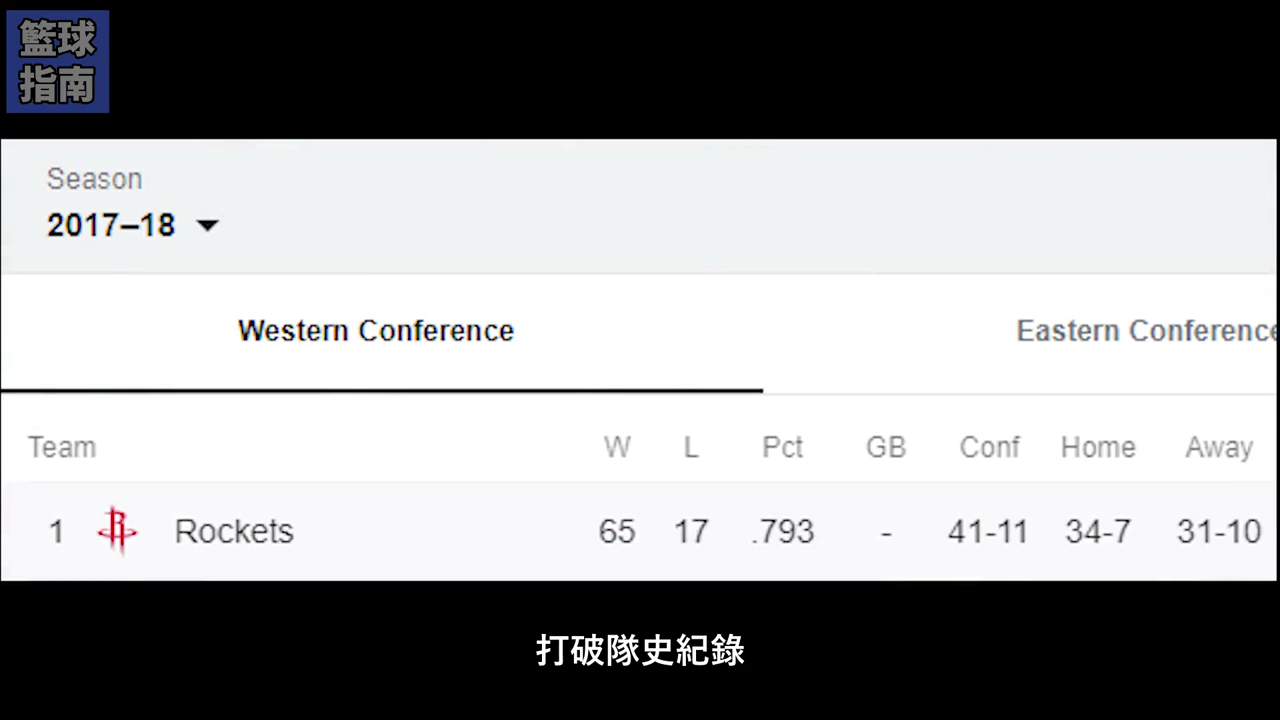 籃球
指南
Season
2017–18
Western Conference Eastern Conference
Team W L Pct GB Conf Home Away
1 Rockets 65 17 .793 - 41-11 34-7 31-10
打破隊史紀錄